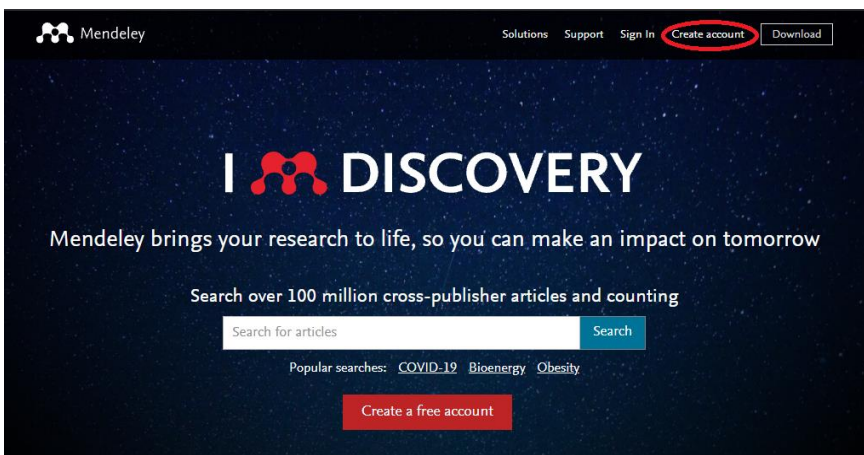 Mendeley Solutions Support Sign In Create account Download
I DISCOVERY
Mendeley brings your research to life, so you can make an impact on tomorrow
Search over 100 million cross-publisher articles and counting
Search for articles Search
Popular searches: COVID-19 Bioenergy Obesity
Create a free account